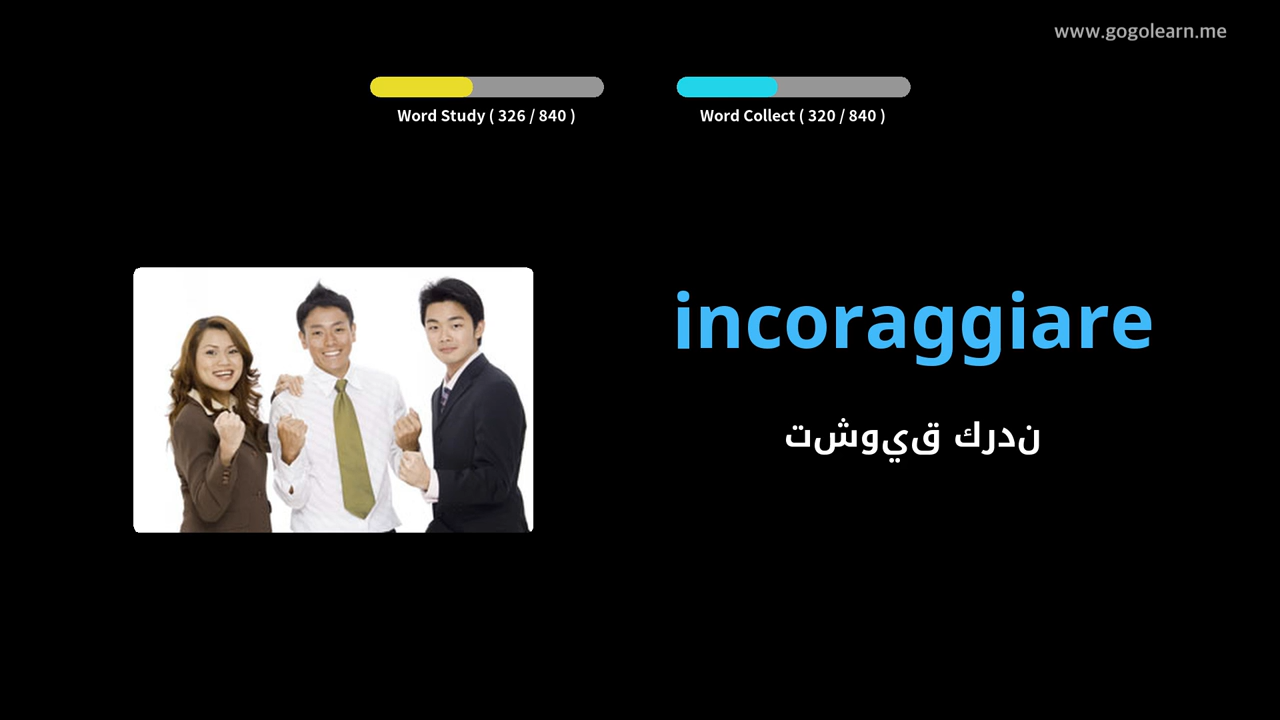 www.gogolearn.me
Word Study ( 326 / 840 )
Word Collect ( 320 / 840 )
incoraggiare
ندرك قيوشت